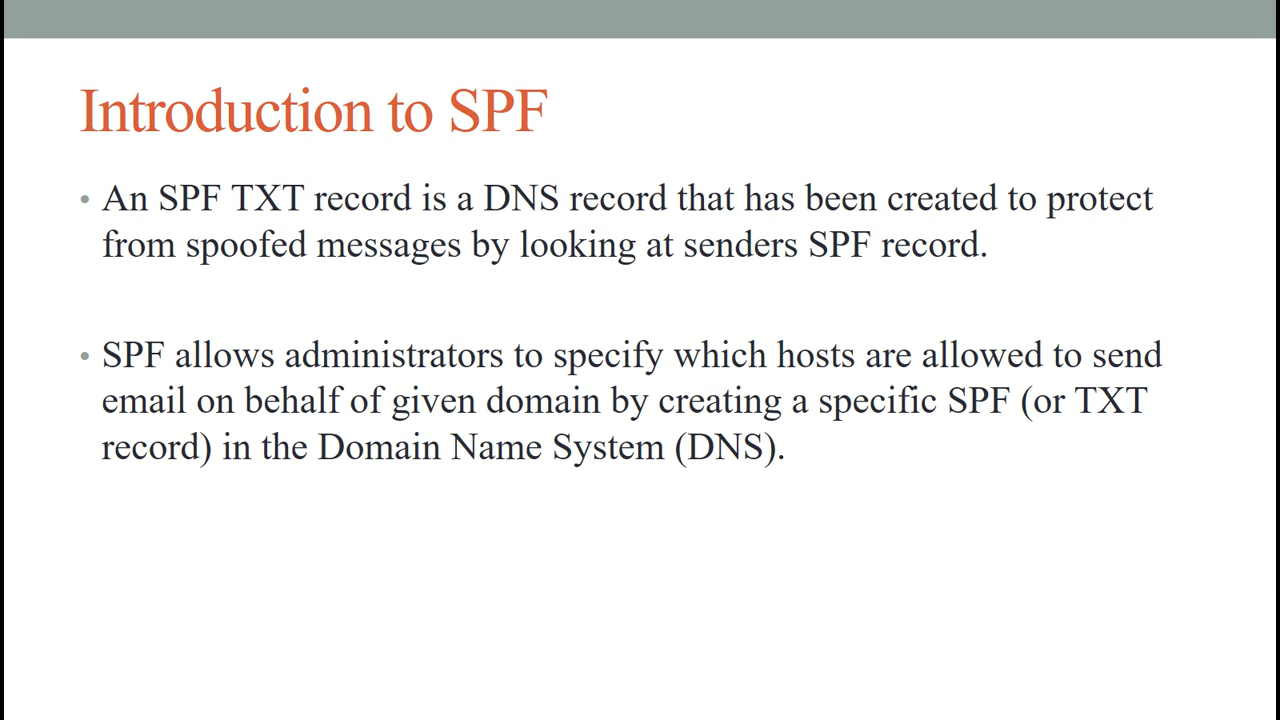 Introduction to SPF
• An SPF TXT record is a DNS record that has been created to protect
from spoofed messages by looking at senders SPF record.
• SPF allows administrators to specify which hosts are allowed to send
email on behalf of given domain by creating a specific SPF (or TXT
record) in the Domain Name System (DNS).